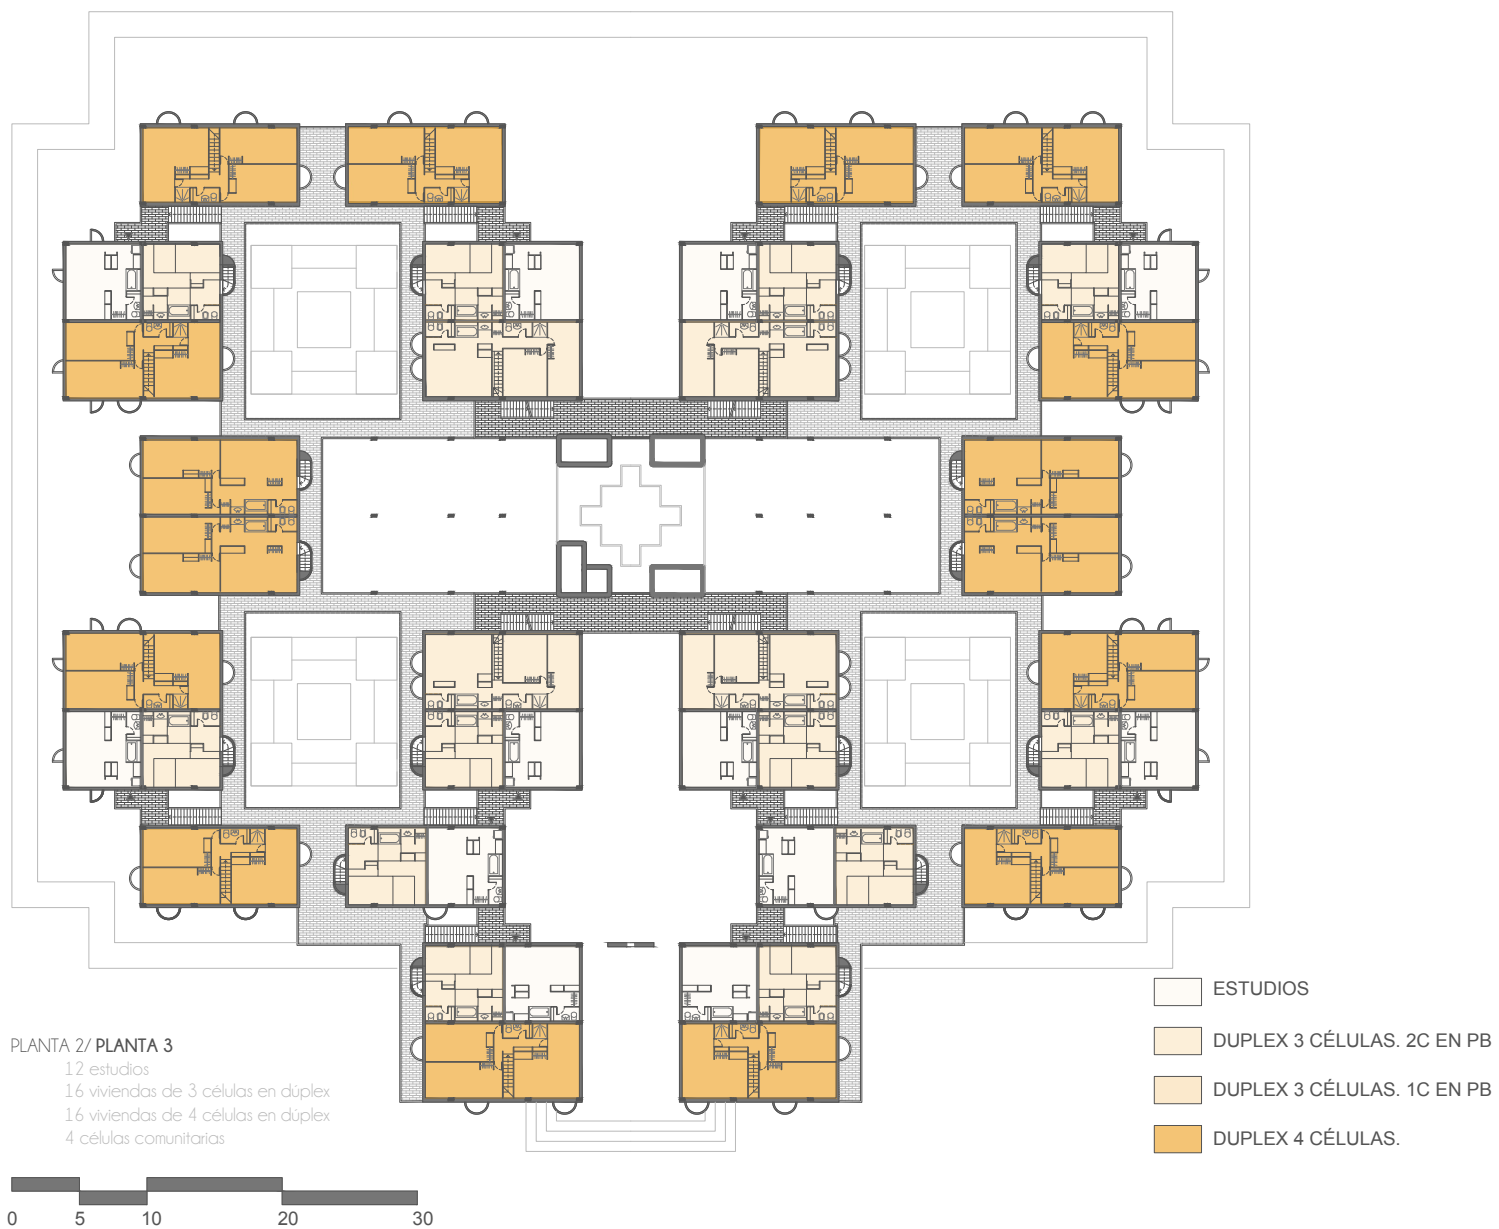 ESTUDIOS
DUPLEX 3 CÉLULAS. 2C EN PB
DUPLEX 3 CÉLULAS. 1C EN PB
DUPLEX 4 CÉLULAS.
PLANTA 2/ PLANTA 3
12 estudios
16 viviendas de 3 células en dúplex
16 viviendas de 4 células en dúplex
4 células comunitarias
0 5 10 20 30